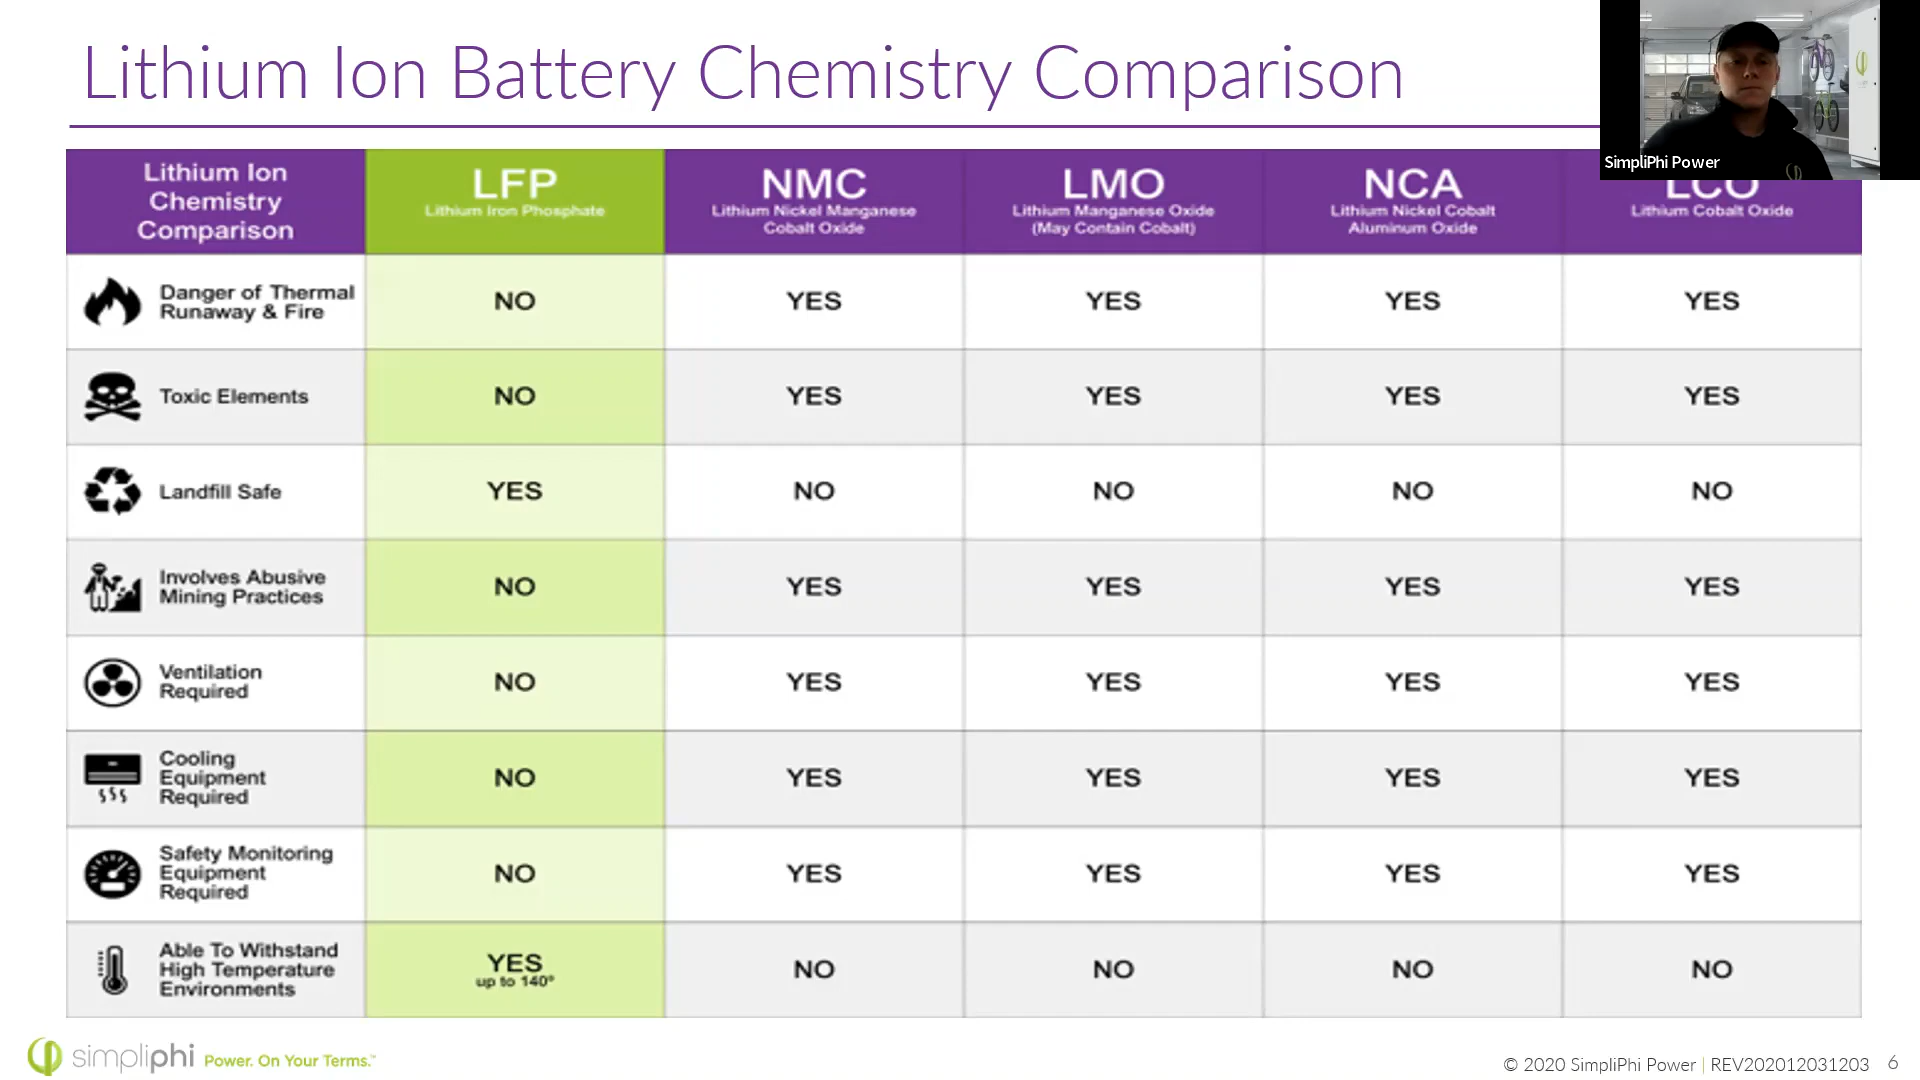 Lithium Ion Battery Chemistry Comparison
SimpliPhi Power
Lithium Ion
Chemistry
Comparison
LFP
Lithium Iron Phosphate
NMC
Lithium Nickel Manganese
Cobalt Oxide
LMO
Lithium Manganese Oxide
(May Contain Cobalt)
NCA
Lithium Nickel Cobalt
Aluminum Oxide
LCO
Lithium Cobalt Oxide
Danger of Thermal
Runaway & Fire
NO YES YES YES YES
Toxic Elements NO YES YES YES YES
Landfill Safe YES NO NO NO NO
Involves Abusive
Mining Practices
NO YES YES YES YES
Ventilation
Required
NO YES YES YES YES
Cooling
Equipment
Required
NO YES YES YES YES
Safety Monitoring
Equipment
Required
NO YES YES YES YES
Able To Withstand
High Temperature
Environments
YES
up to 140°
NO NO NO NO
simpliphi Power. On Your Terms.™
© 2020 SimpliPhi Power | REV202012031203 6